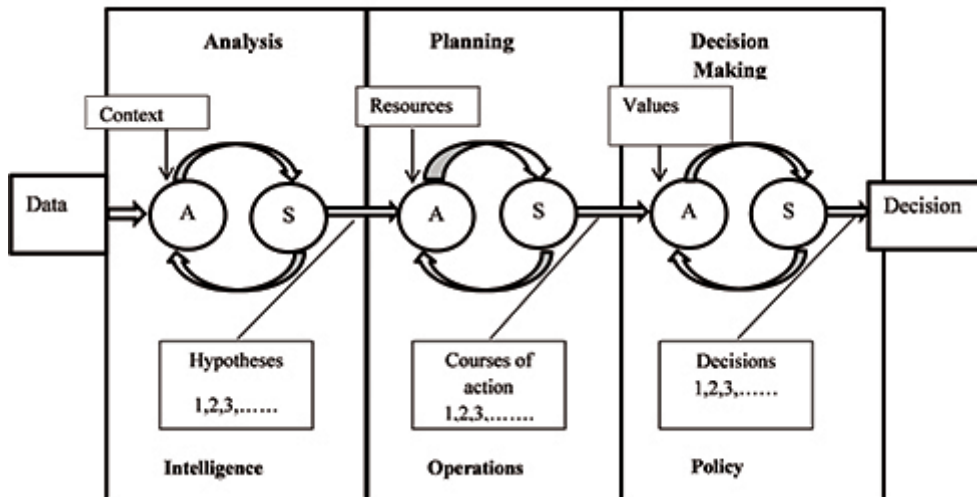 Analysis
Planning
Decision
Making
Context
Resources
Values
Data
A
S
A
S
A
S
Decision
Hypotheses
1,2,3,......
Courses of
action
1,2,3,.......
Decisions
1,2,3,......
Intelligence
Operations
Policy